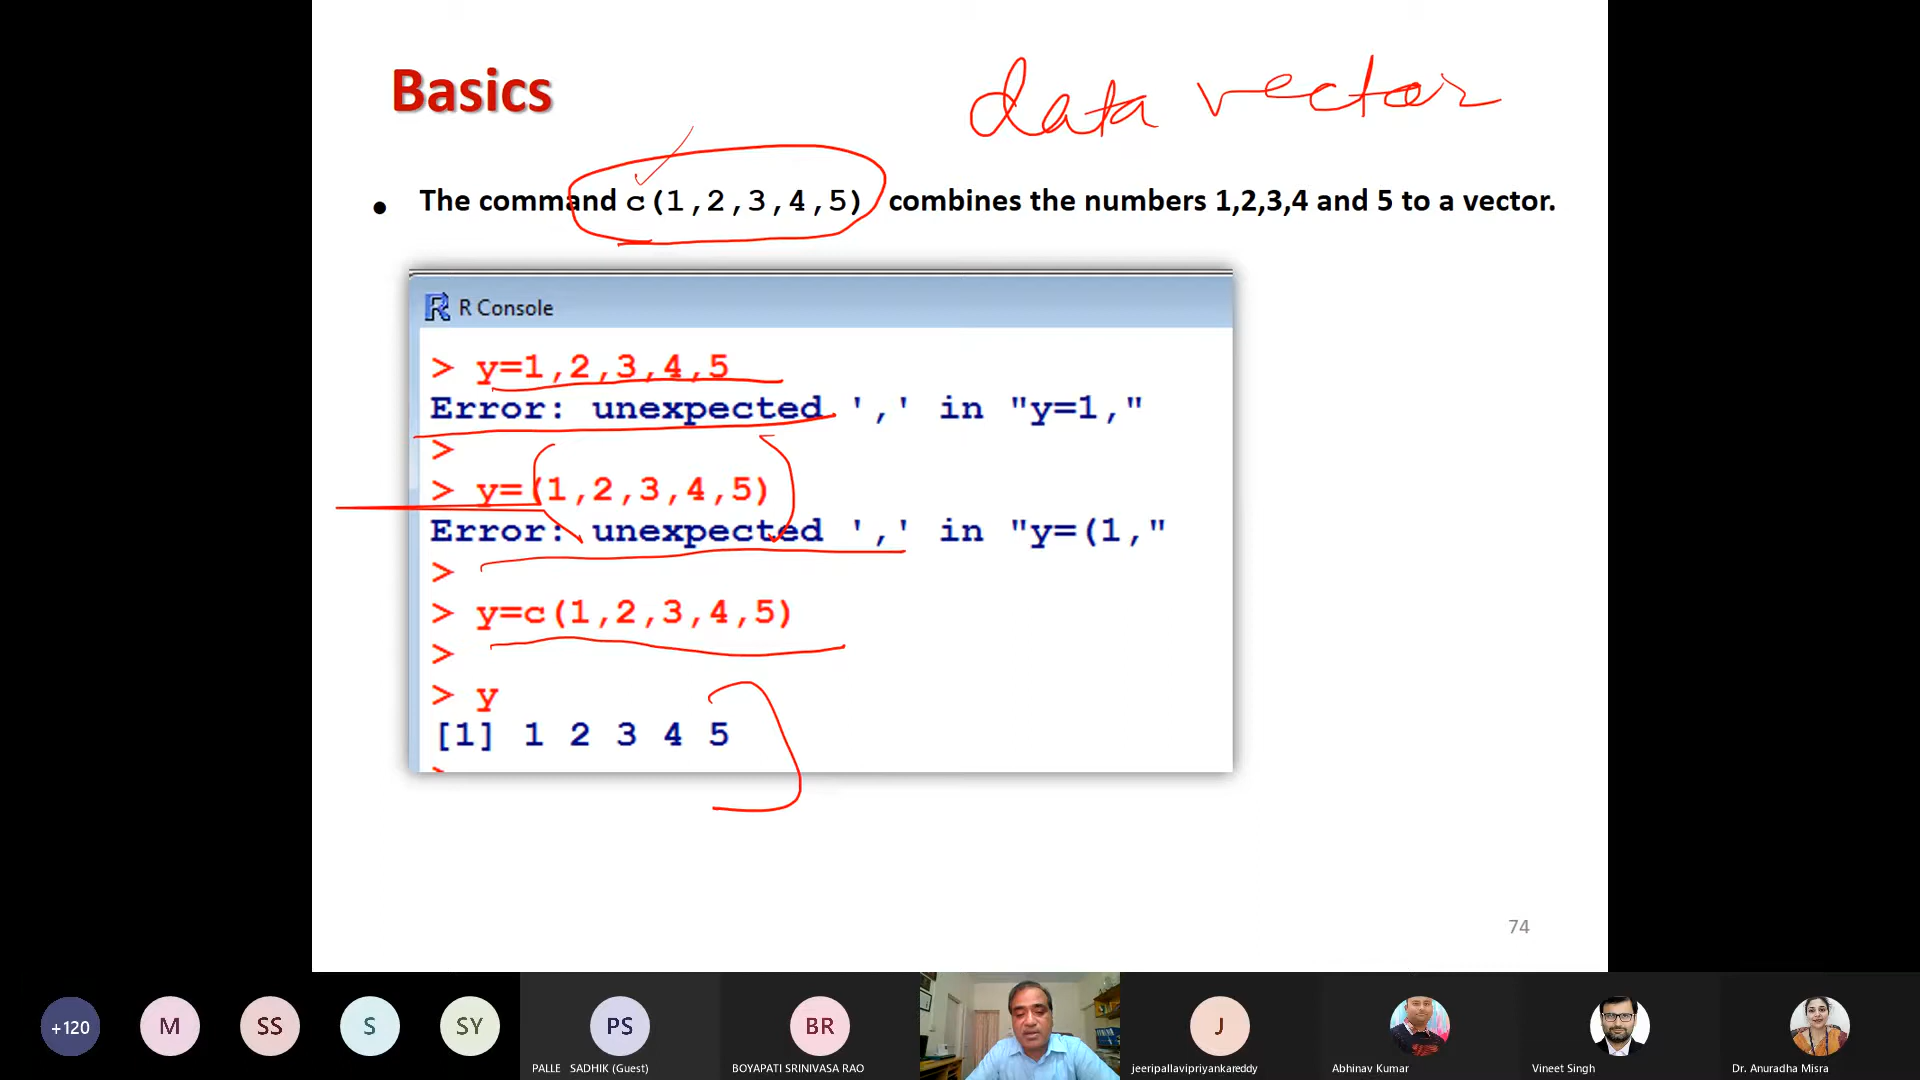 Basics
data vector
• The command c(1,2,3,4,5) combines the numbers 1,2,3,4 and 5 to a vector.
R Console
> y=1,2,3,4,5
Error: unexpected ',' in "y=1,"
>
> y=(1,2,3,4,5)
Error: unexpected ',' in "y=(1,"
>
> y=c(1,2,3,4,5)
>
> y
[1] 1 2 3 4 5
74
+120 M SS S SY PS BR J
PALLE SADHIK (Guest) BOYAPATI SRINIVASA RAO jeeripallavipriyankareddy Abhinav Kumar Vineet Singh Dr. Anuradha Misra